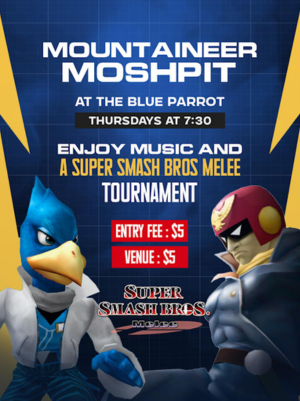 MOUNTAINEER
MOSHPIT
AT THE BLUE PARROT
THURSDAYS AT 7:30
ENJOY MUSIC AND
A SUPER SMASH BROS MELEE
TOURNAMENT
ENTRY FEE : $5
VENUE : $5
SUPER
SMASH BROS.
Melee